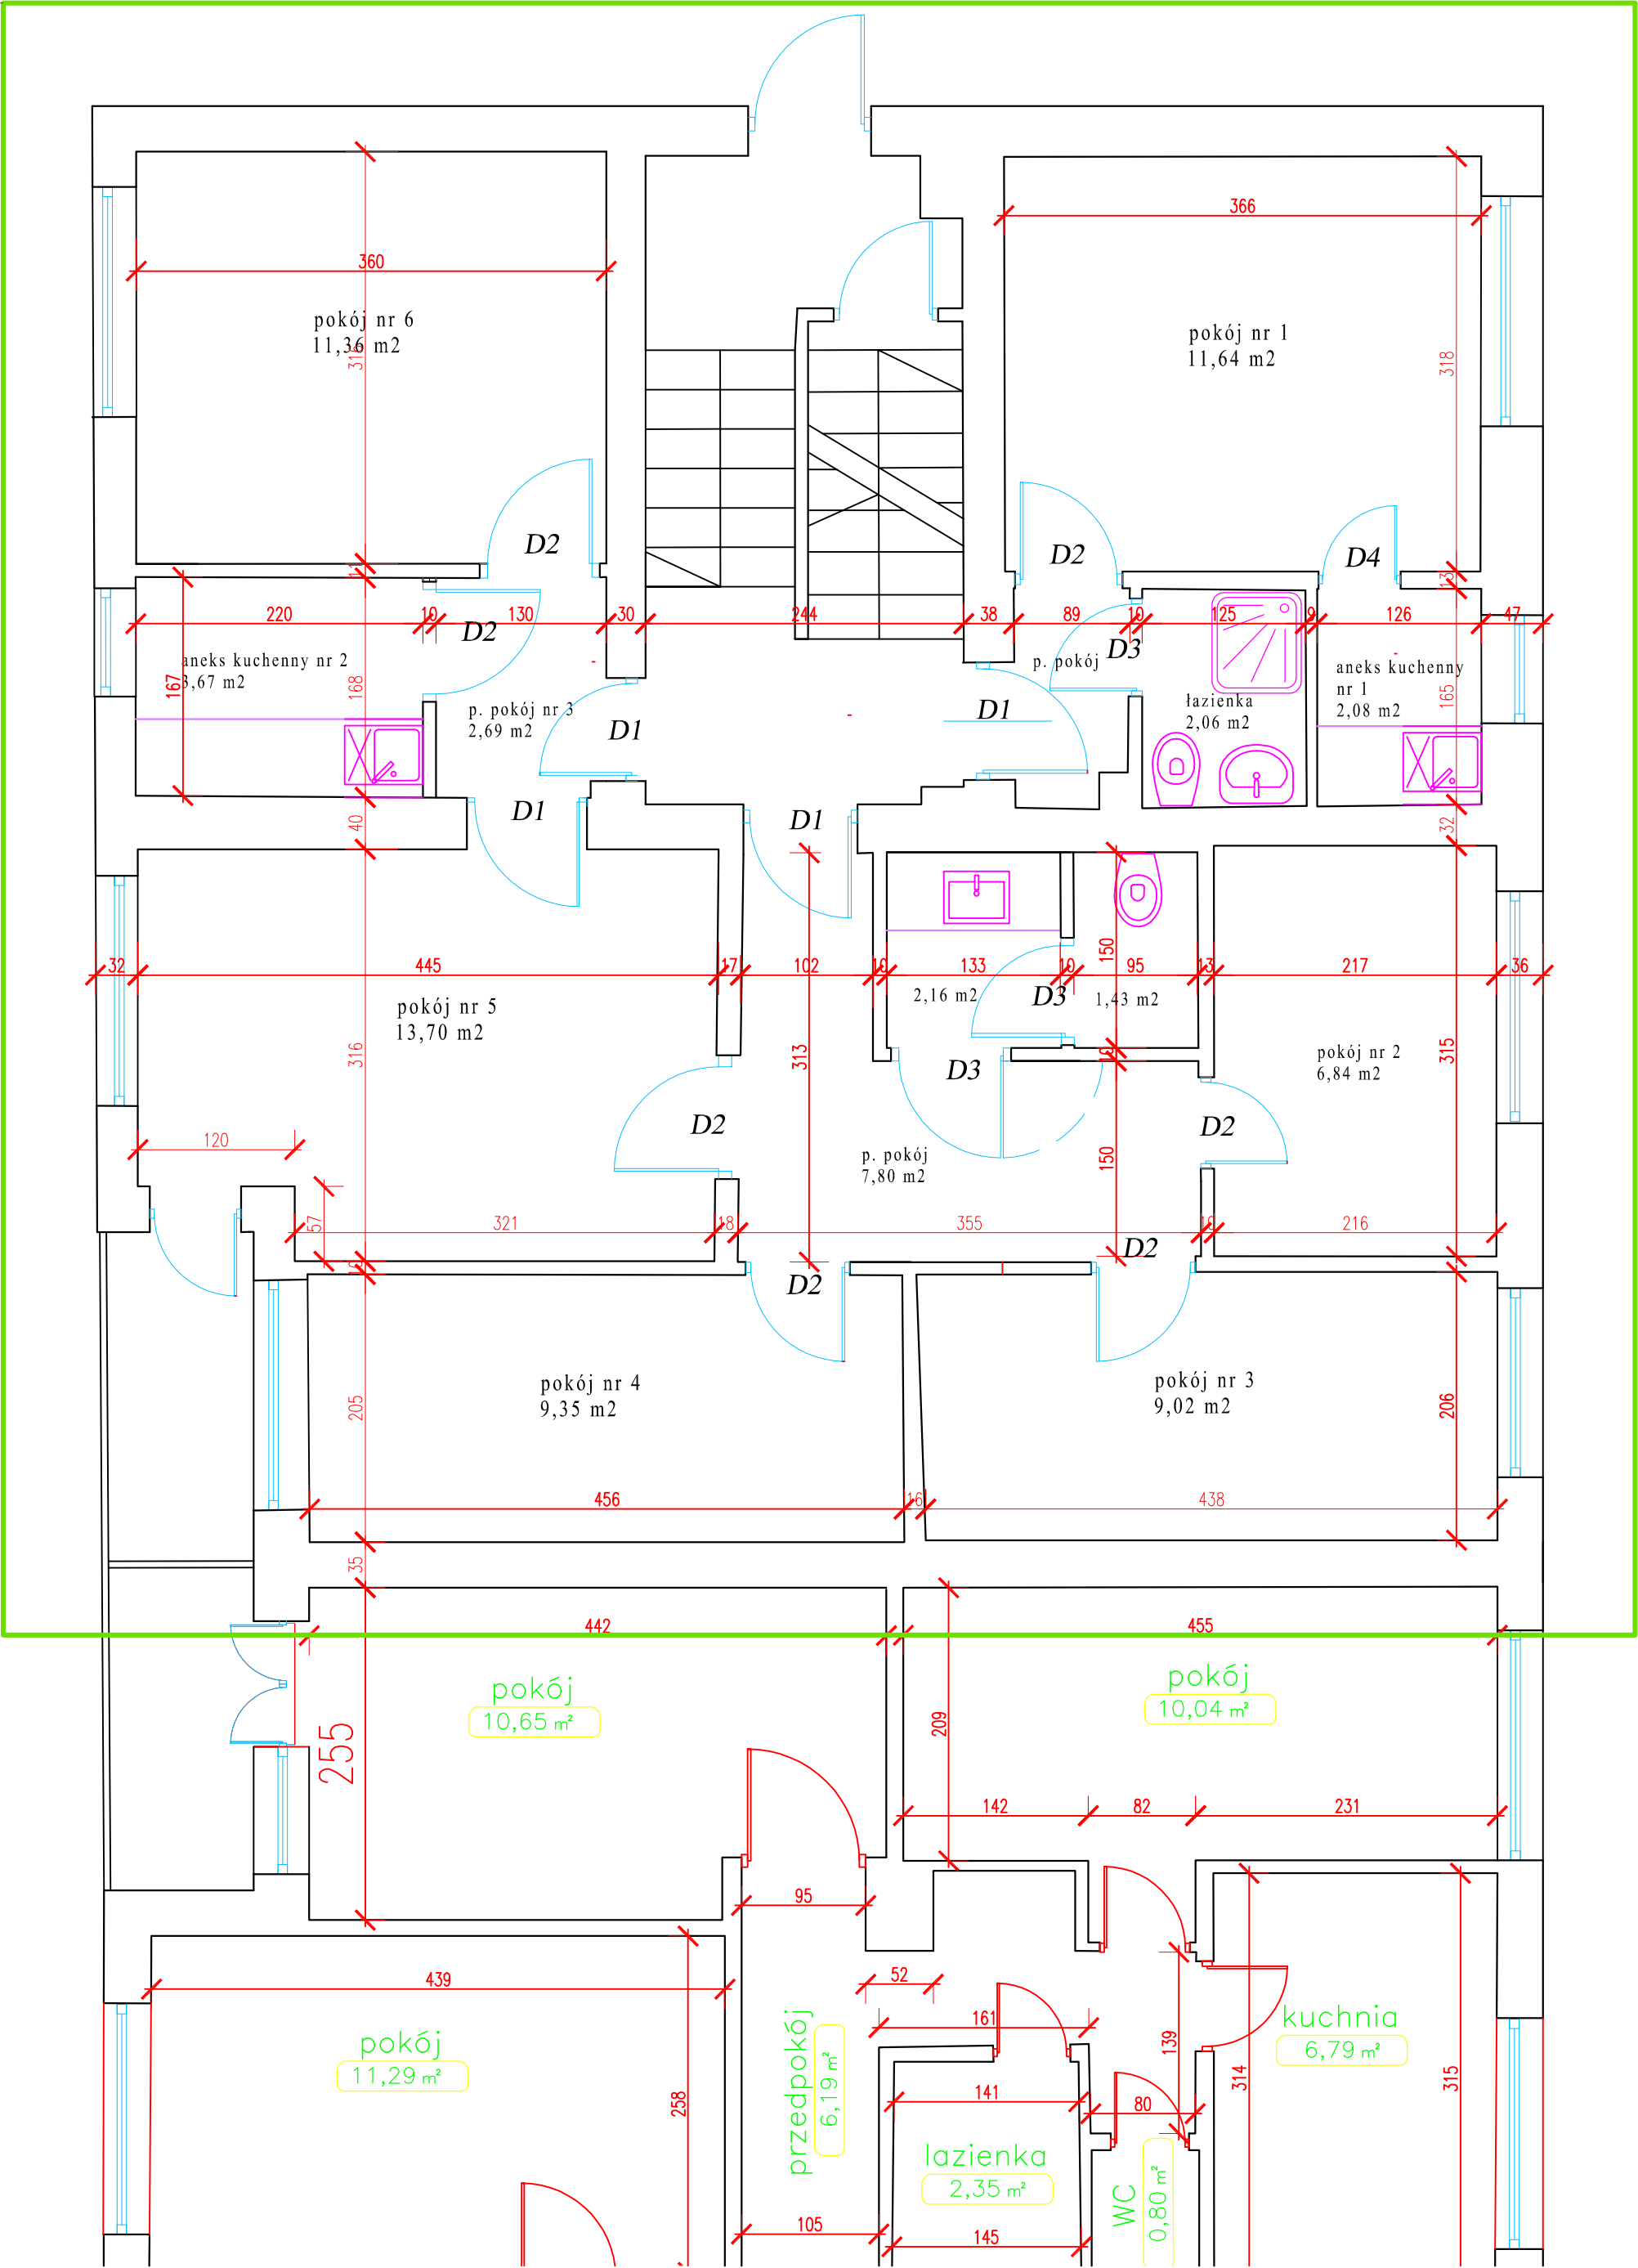 366
360
pokój nr 6
11,36 m2
316
pokój nr 1
11,64 m2
318
D2
D2
D4
13
220
10
130
30
244
38
89
10
125
9
126
47
D2
D3
aneks kuchenny nr 2
3,67 m2
167
168
p. pokój
aneks kuchenny
nr 1
2,08 m2
165
łazienka
2,06 m2
p. pokój nr 3
2,69 m2
D1
D1
D1
D1
40
32
32
445
17
102
10
133
10
95
13
217
36
150
2,16 m2
D3
1,43 m2
pokój nr 5
13,70 m2
316
313
10
315
pokój nr 2
6,84 m2
D3
D2
D2
120
p. pokój
7,80 m2
150
57
321
18
355
10
216
D2
D2
10
pokój nr 4
9,35 m2
pokój nr 3
9,02 m2
205
206
456
16
438
35
442
455
pokój
10,65 m²
pokój
10,04 m²
255
209
142
82
231
95
439
52
161
139
pokój
11,29 m²
258
przedpokój
6,19 m²
kuchnia
6,79 m²
314
315
141
80
lazienka
2,35 m²
WC
0,80 m²
105
145